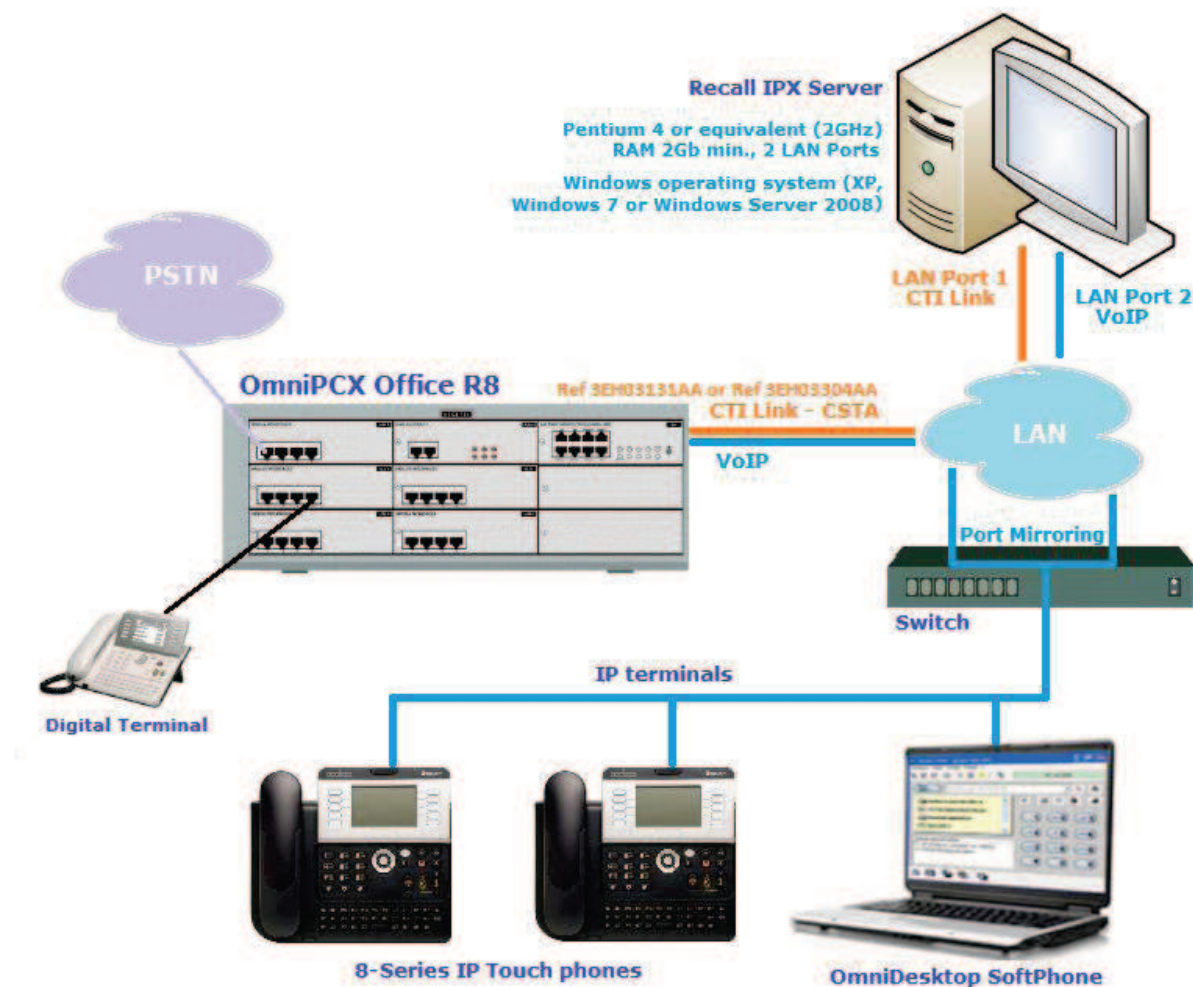 Recall IPX Server
Pentium 4 or equivalent (2GHz)
RAM 2Gb min., 2 LAN Ports
Windows operating system (XP,
Windows 7 or Windows Server 2008)
PSTN
LAN Port 1
CTI Link
LAN Port 2
VoIP
OmniPCX Office R8
Ref 3EH03131AA or Ref 3EH03304AA
CTI Link - CSTA
VoIP
LAN
Port Mirroring
Switch
IP terminals
Digital Terminal
8-Series IP Touch phones
OmniDesktop SoftPhone